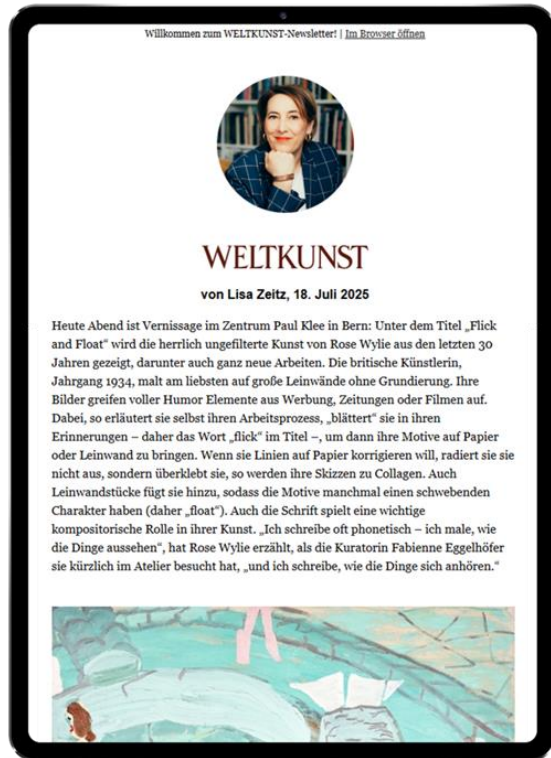 Willkommen zum WELTKUNST-Newsletter! | Im Browser öffnen
WELTKUNST
von Lisa Zeitz, 18. Juli 2025
Heute Abend ist Vernissage im Zentrum Paul Klee in Bern: Unter dem Titel „Flick
and Float“ wird die herrlich ungefilterte Kunst von Rose Wylie aus den letzten 30
Jahren gezeigt, darunter auch ganz neue Arbeiten. Die britische Künstlerin,
Jahrgang 1934, malt am liebsten auf große Leinwände ohne Grundierung. Ihre
Bilder greifen voller Humor Elemente aus Werbung, Zeitungen oder Filmen auf.
Dabei, so erläutert sie selbst ihren Arbeitsprozess, „blättert“ sie in ihren
Erinnerungen – daher das Wort „flick“ im Titel –, um dann ihre Motive auf Papier
oder Leinwand zu bringen. Wenn sie Linien auf Papier korrigieren will, radiert sie sie
nicht aus, sondern überklebt sie, so werden ihre Skizzen zu Collagen. Auch
Leinwandstücke fügt sie hinzu, sodass die Motive manchmal einen schwebenden
Charakter haben (daher „float“). Auch die Schrift spielt eine wichtige
kompositorische Rolle in ihrer Kunst. „Ich schreibe oft phonetisch – ich male, wie
die Dinge aussehen“, hat Rose Wylie erzählt, als die Kuratorin Fabienne Eggelhöfer
sie kürzlich im Atelier besucht hat, „und ich schreibe, wie die Dinge sich anhören.“